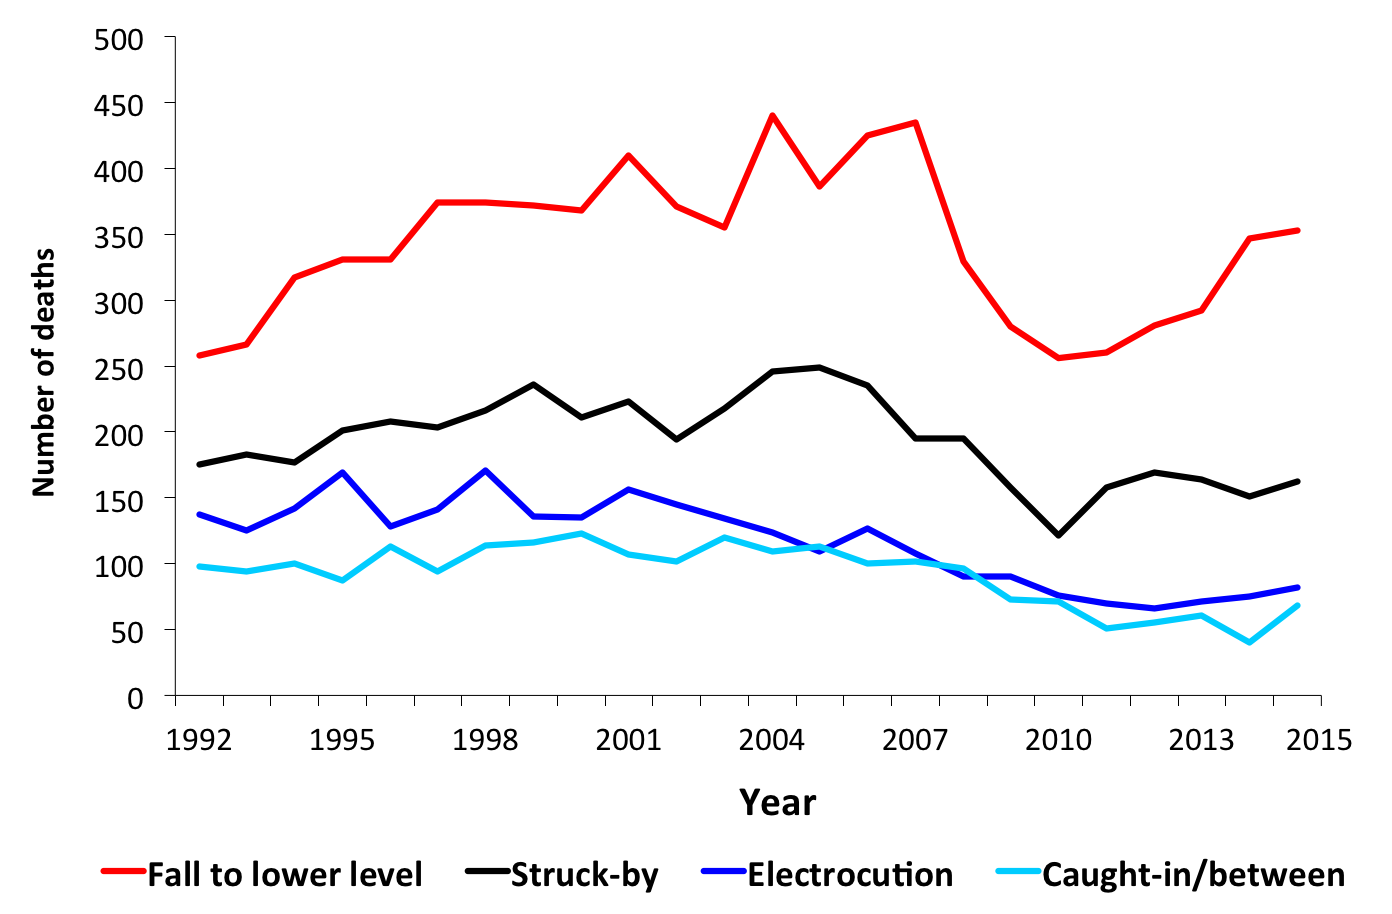 500
450
400
350
300
250
200
150
100
50
0
Number of deaths
1992 1995 1998 2001 2004 2007 2010 2013 2015
Year
Fall to lower level Struck-by Electrocution Caught-in/between